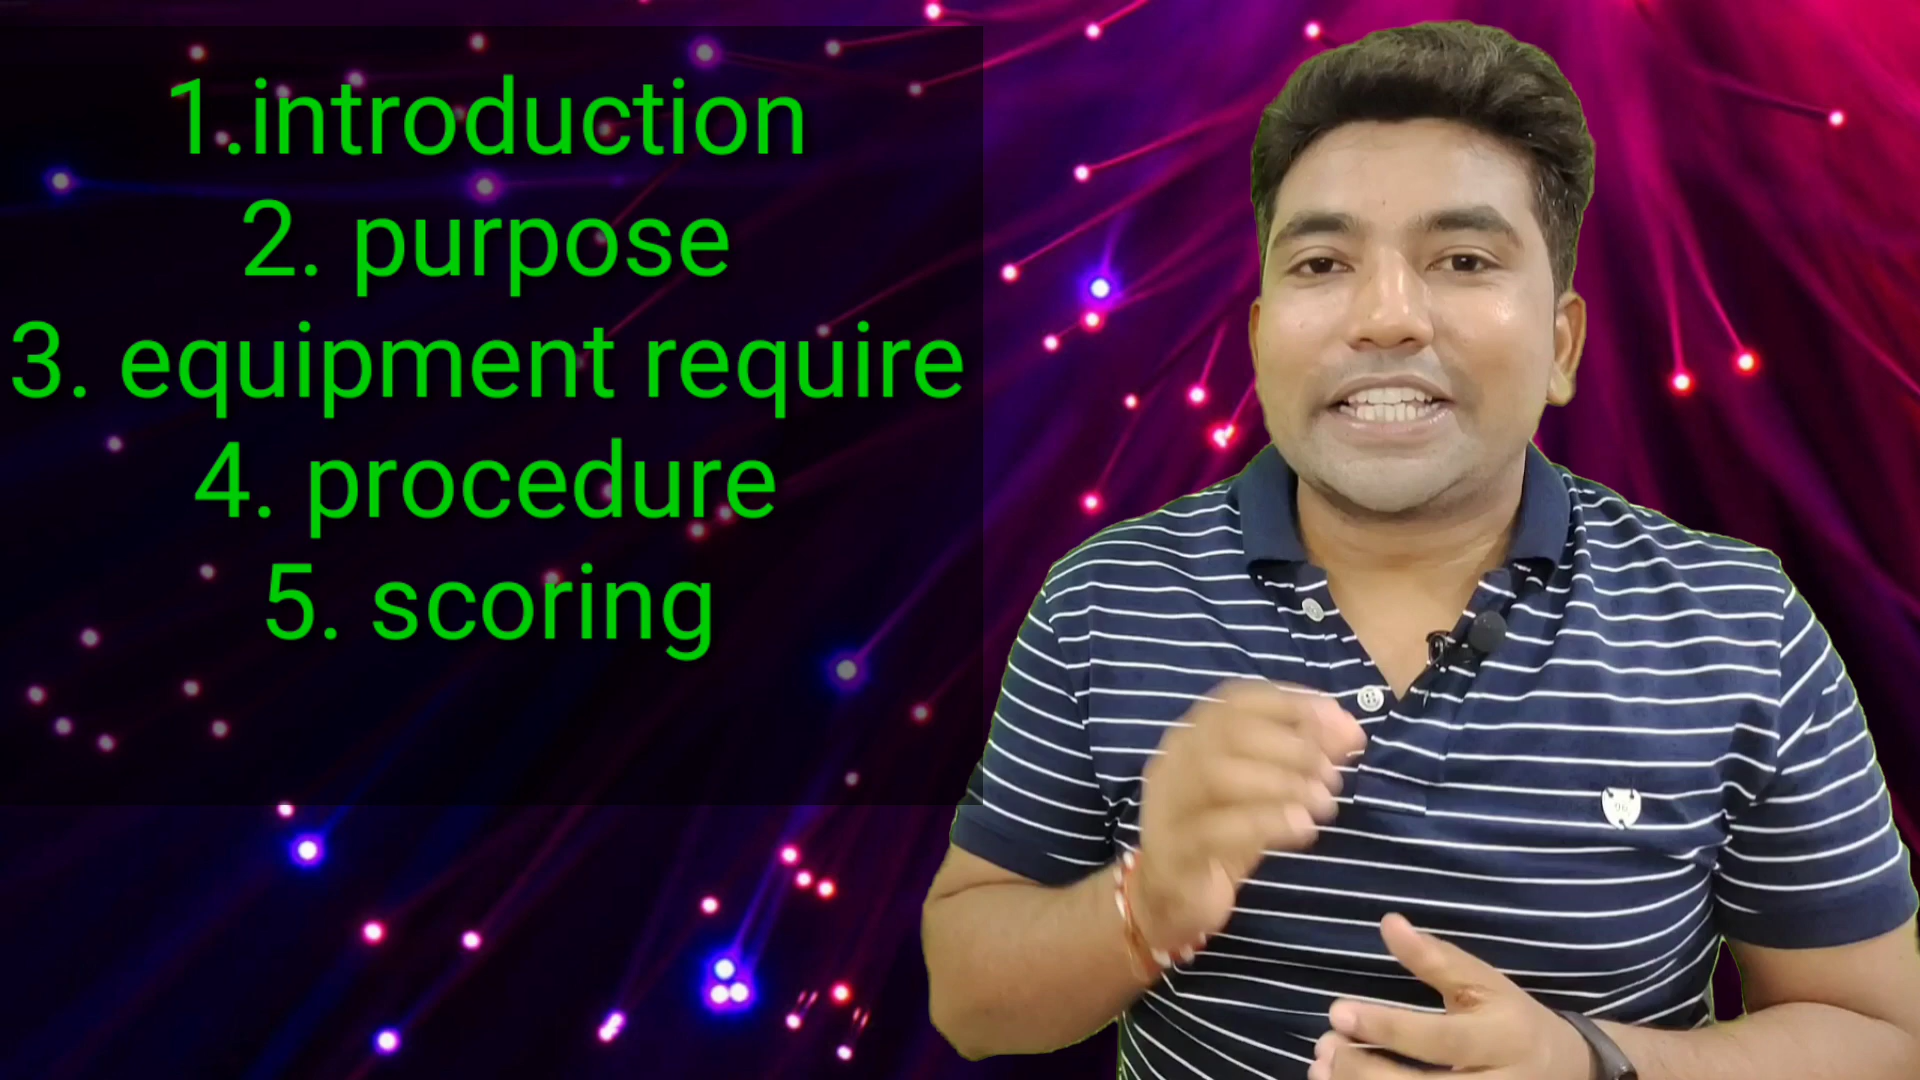 1.introduction
2. purpose
3. equipment require
4. procedure
5. scoring